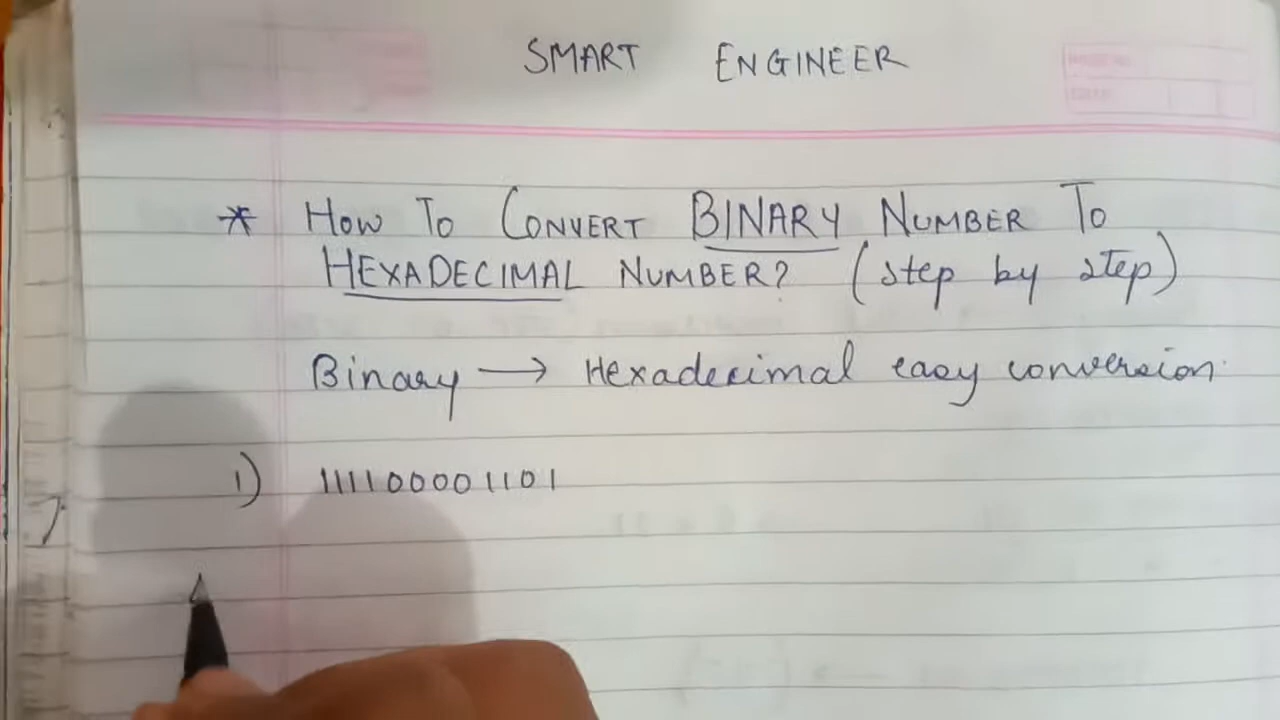 SMART ENGINEER
* HOW TO CONVERT BINARY NUMBER TO
HEXADECIMAL NUMBER? (step by step)
Binary → Hexadecimal easy conversion.
1) 111100001101